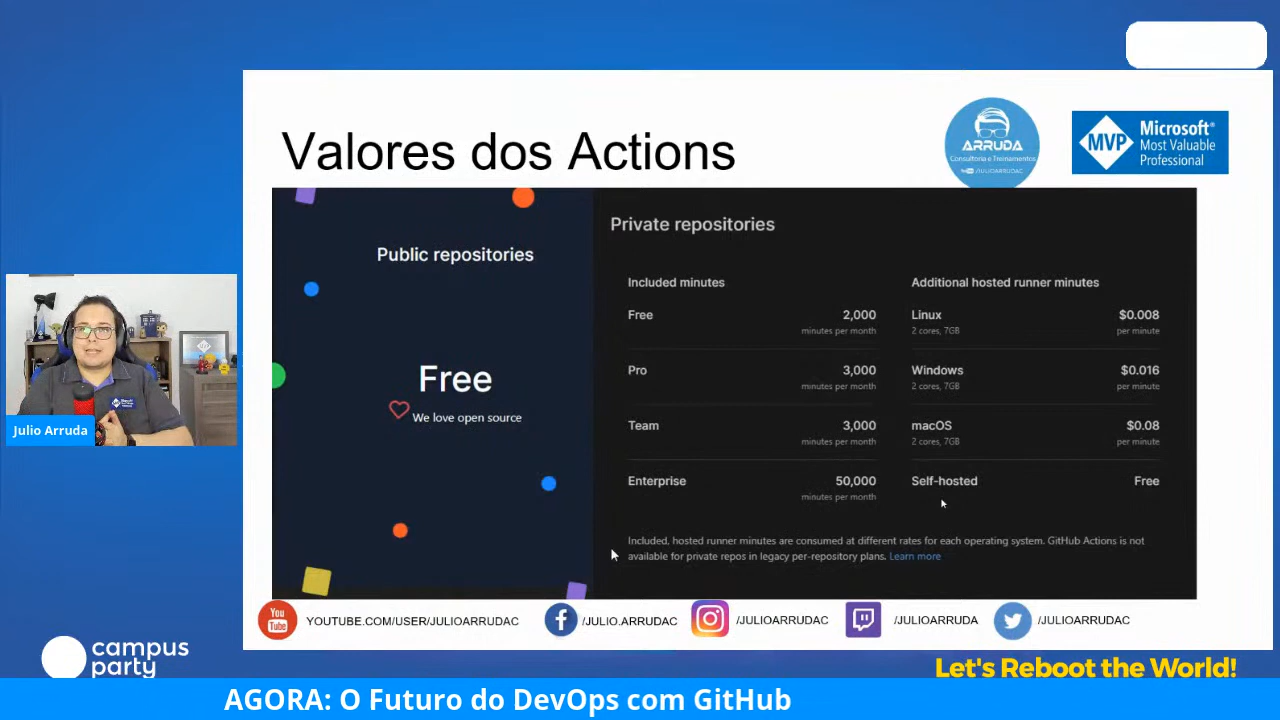 Valores dos Actions
ARRUDA
Consultoria e Treinamentos
/JULIOARRUDAC
MVP
Microsoft®
Most Valuable
Professional
Public repositories
Free
We love open source
Private repositories
Included minutes
Free 2,000
minutes per month
Pro 3,000
minutes per month
Team 3,000
minutes per month
Enterprise 50,000
minutes per month
Additional hosted runner minutes
Linux $0.008
2 cores, 7GB per minute
Windows $0.016
2 cores, 7GB per minute
macOS $0.08
2 cores, 7GB per minute
Self-hosted Free
Included, hosted runner minutes are consumed at different rates for each operating system. GitHub Actions is not
available for private repos in legacy per-repository plans. Learn more
Julio Arruda
You
Tube
YOUTUBE.COM/USER/JULIOARRUDAC
/JULIO.ARRUDAC
/JULIOARRUDAC
/JULIOARRUDA
/JULIOARRUDAC
campus
party
Let's Reboot the World!
AGORA: O Futuro do DevOps com GitHub